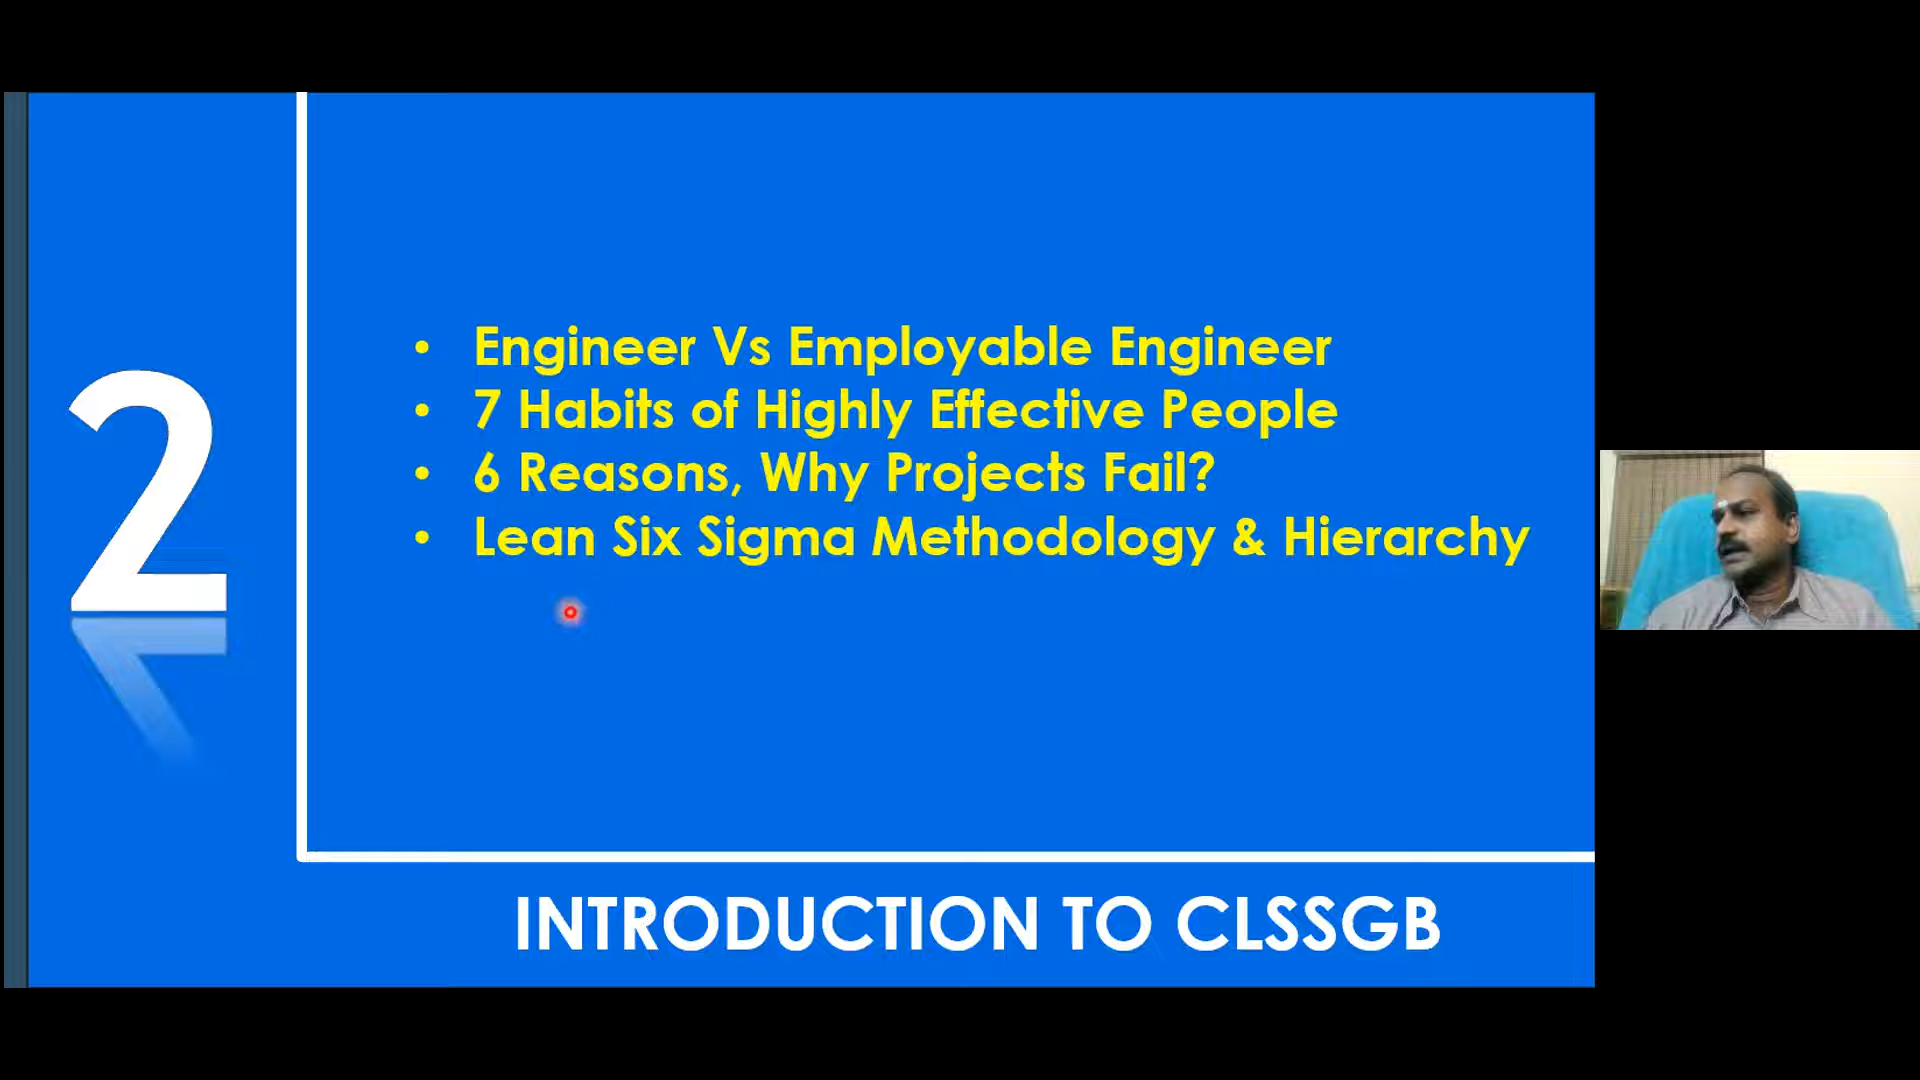 2
• Engineer Vs Employable Engineer
• 7 Habits of Highly Effective People
• 6 Reasons, Why Projects Fail?
• Lean Six Sigma Methodology & Hierarchy
INTRODUCTION TO CLSSGB